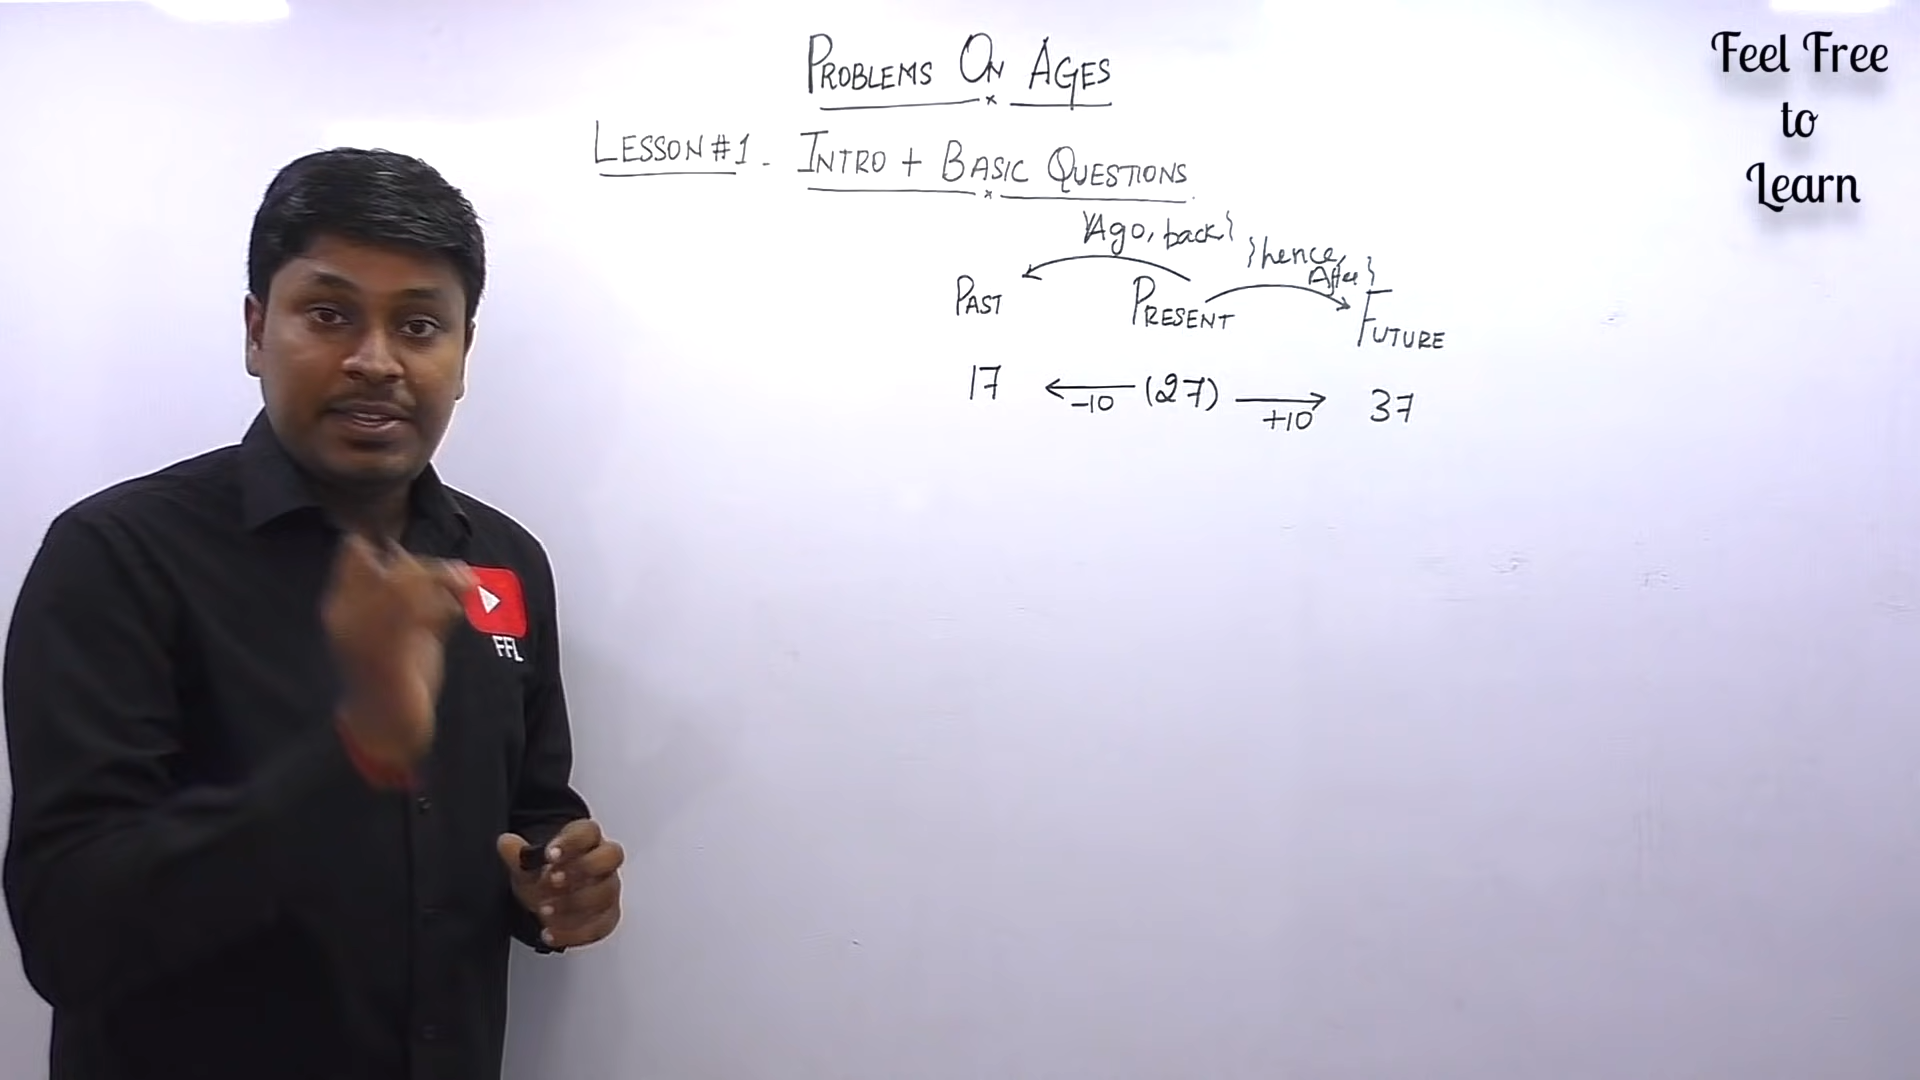 PROBLEMS ON AGES
LESSON #1 - INTRO + BASIC QUESTIONS
{Ago, back}
{hence, After}
PAST PRESENT FUTURE
17 ← -10 (27) → +10 37
Feel Free
to
Learn
FFL